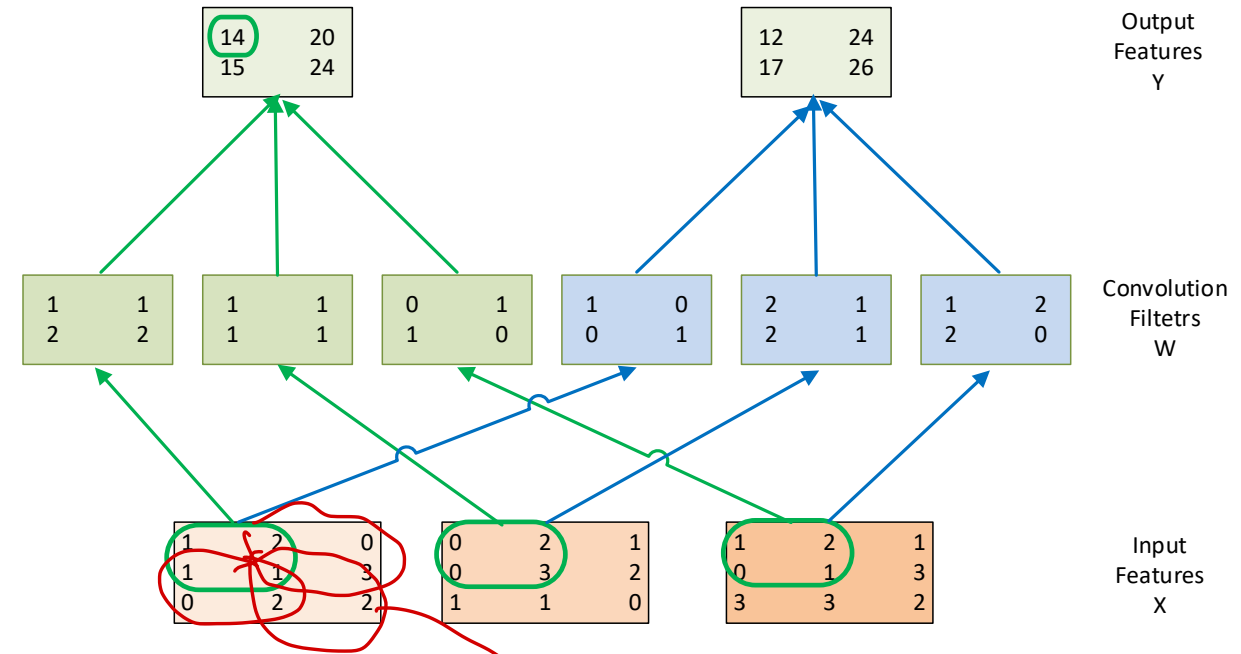 14 20
15 24
12 24
17 26
Output
Features
Y
1 1
2 2
1 1
1 1
0 1
1 0
1 0
0 1
2 1
2 1
1 2
2 0
Convolution
Filtetrs
W
1 2 0
1 1 3
0 2 2
0 2 1
0 3 2
1 1 0
1 2 1
0 1 3
3 3 2
Input
Features
X